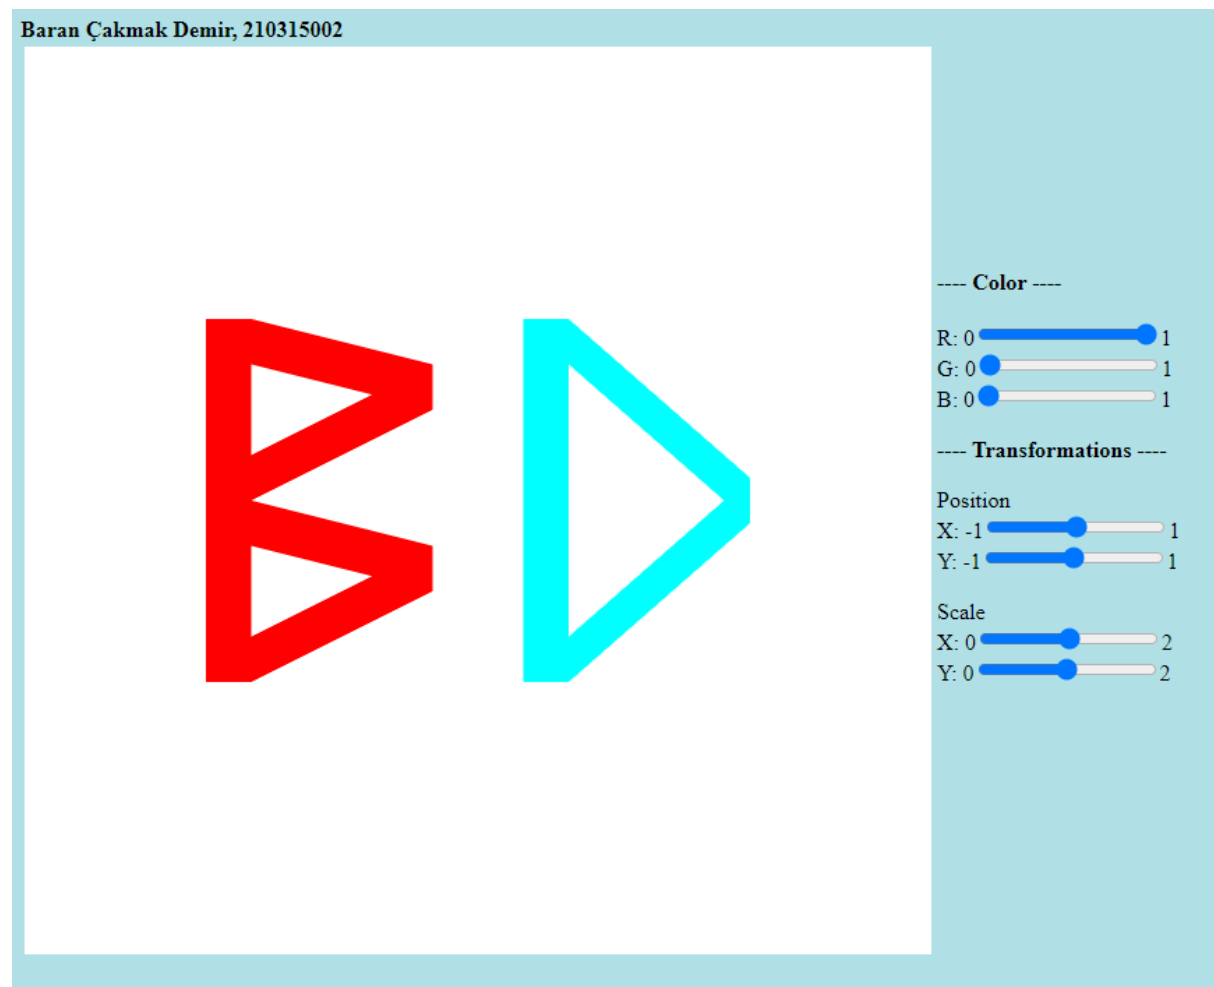 Baran Çakmak Demir, 210315002
BD
---- Color ----
R: 0 1
G: 0 1
B: 0 1
---- Transformations ----
Position
X: -1 1
Y: -1 1
Scale
X: 0 2
Y: 0 2